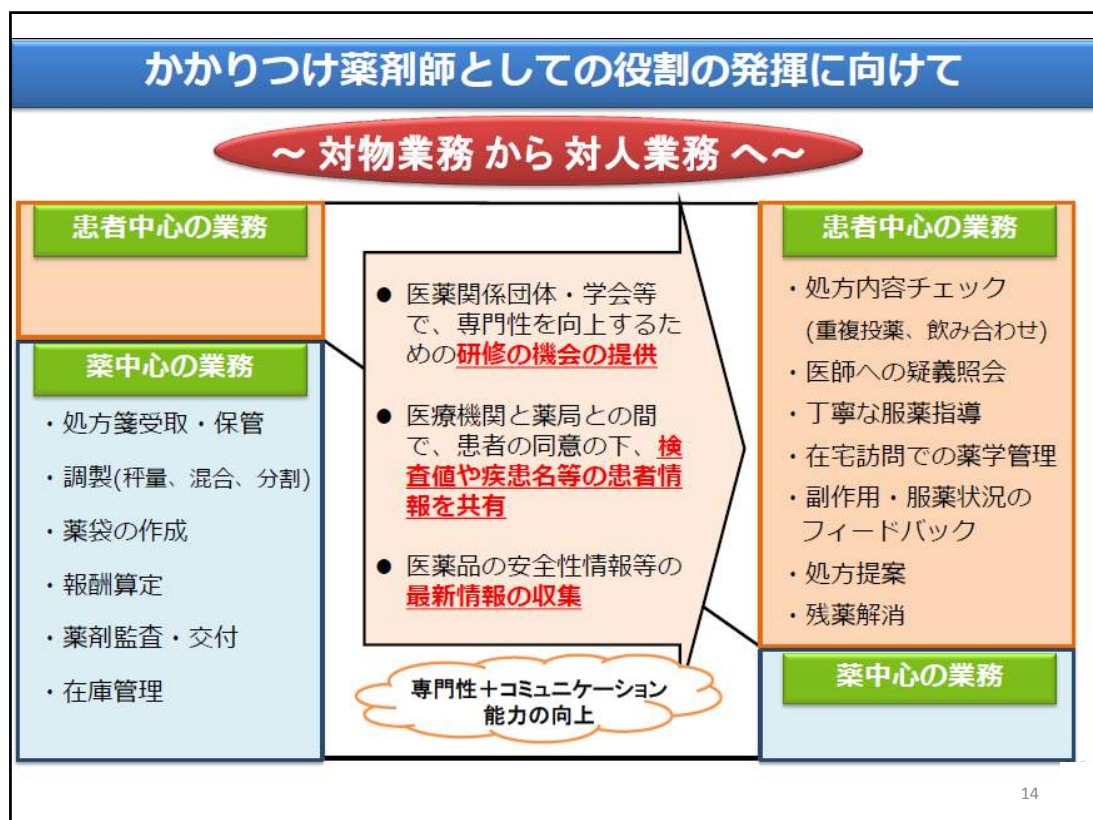 かかりつけ薬剤師としての役割の発揮に向けて
～ 対物業務 から 対人業務 へ～
患者中心の業務
薬中心の業務
・処方箋受取・保管
・調製(秤量、混合、分割)
・薬袋の作成
・報酬算定
・薬剤監査・交付
・在庫管理
● 医薬関係団体・学会等
で、専門性を向上するた
めの研修の機会の提供
● 医療機関と薬局との間
で、患者の同意の下、検
査値や疾患名等の患者情
報を共有
● 医薬品の安全性情報等の
最新情報の収集
専門性＋コミュニケーション
能力の向上
患者中心の業務
・処方内容チェック
(重複投薬、飲み合わせ)
・医師への疑義照会
・丁寧な服薬指導
・在宅訪問での薬学管理
・副作用・服薬状況の
フィードバック
・処方提案
・残薬解消
薬中心の業務
14